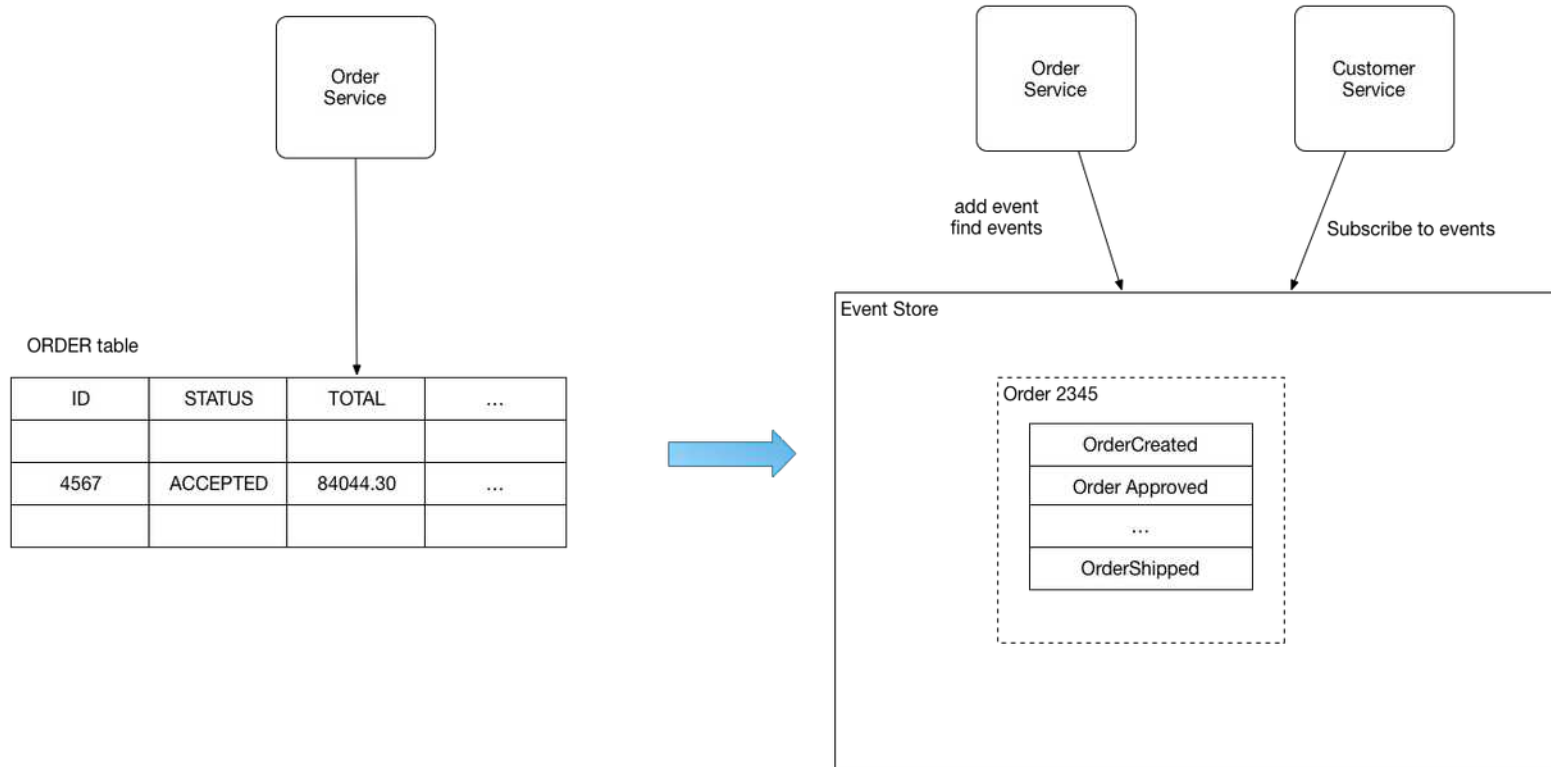 Order
Service
ORDER table
ID STATUS TOTAL ...
4567 ACCEPTED 84044.30 ...
Order
Service
Customer
Service
add event
find events
Subscribe to events
Event Store
Order 2345
OrderCreated
Order Approved
...
OrderShipped